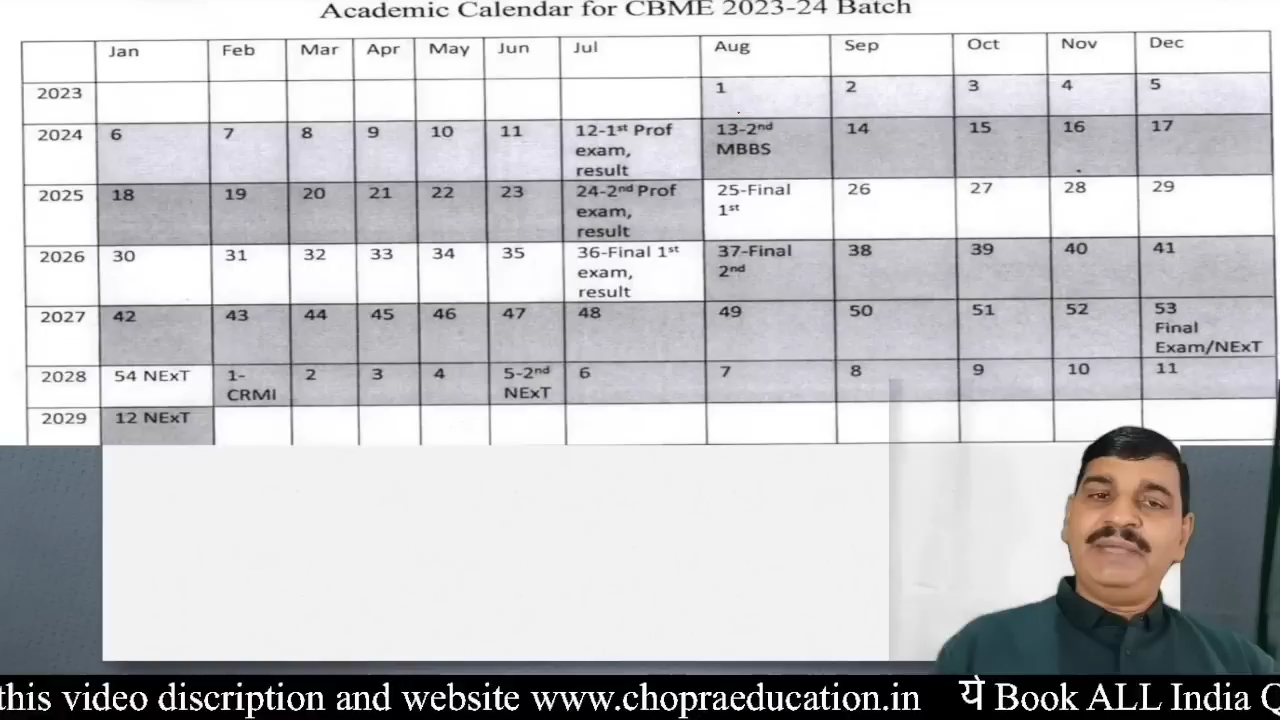 Academic Calendar for CBME 2023-24 Batch
Jan Feb Mar Apr May Jun Jul Aug Sep Oct Nov Dec
2023 1 2 3 4 5
2024 6 7 8 9 10 11 12-1st Prof exam, result 13-2nd MBBS 14 15 16 17
2025 18 19 20 21 22 23 24-2nd Prof exam, result 25-Final 1st 26 27 28 29
2026 30 31 32 33 34 35 36-Final 1st exam, result 37-Final 2nd 38 39 40 41
2027 42 43 44 45 46 47 48 49 50 51 52 53 Final Exam/NExT
2028 54 NExT 1-CRMI 2 3 4 5-2nd NExT 6 7 8 9 10 11
2029 12 NExT
this video discription and website www.chopraeducation.in ये Book ALL India